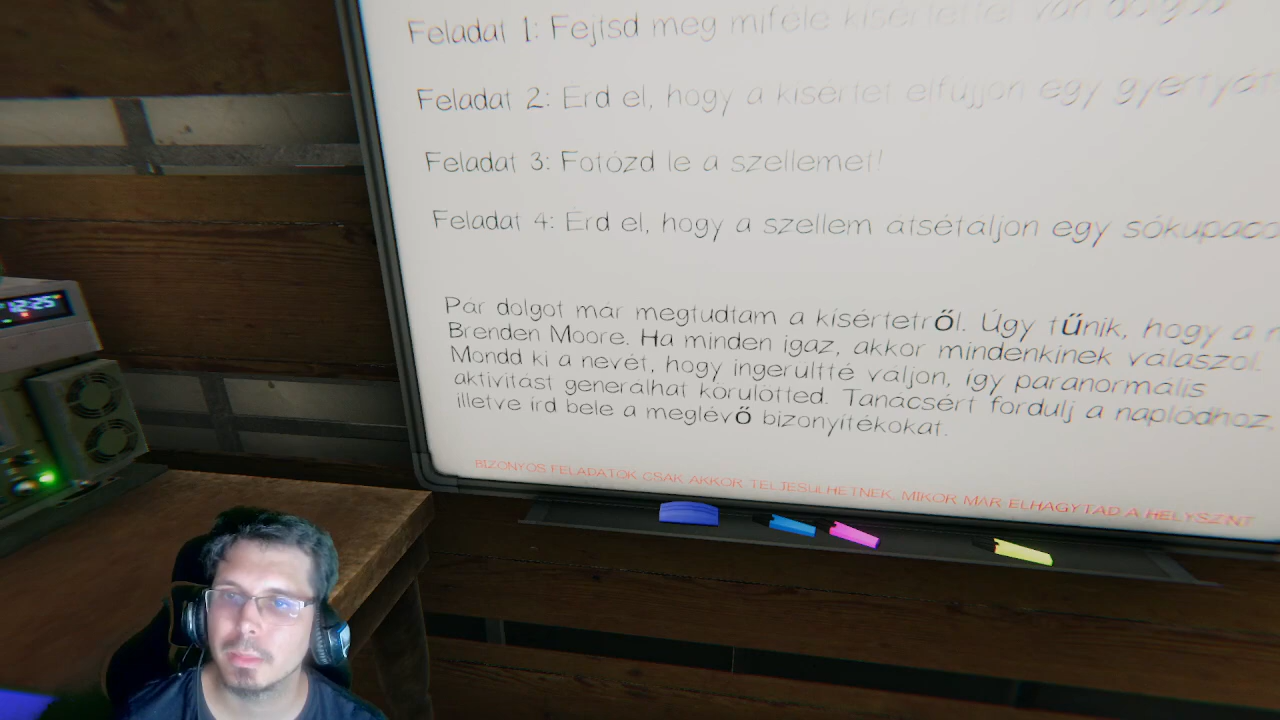 Feladat 1: Fejtsd meg miféle kísértettel van dolgod
Feladat 2: Érd el, hogy a kísértet elfújjon egy gyertyát
Feladat 3: Fotózd le a szellemet!
Feladat 4: Érd el, hogy a szellem átsétáljon egy
Pár dolgot már megtudtam a kísértetről. Úgy tűnik, hogy a
Brenden Moore. Ha minden igaz, akkor mindenkinek válaszol.
Mondd ki a nevét, hogy ingerültté váljon, így paranormális
aktivitást generálhat körülötted. Tanácsért fordulj a naplódhoz,
illetve írd bele a meglévő bizonyítékokat.
BIZONYOS FELADATOK CSAK AKKOR TELJESÜLHETNEK, MIKOR MÁR ELHAGYTAD A HELYSZÍNT
12:25